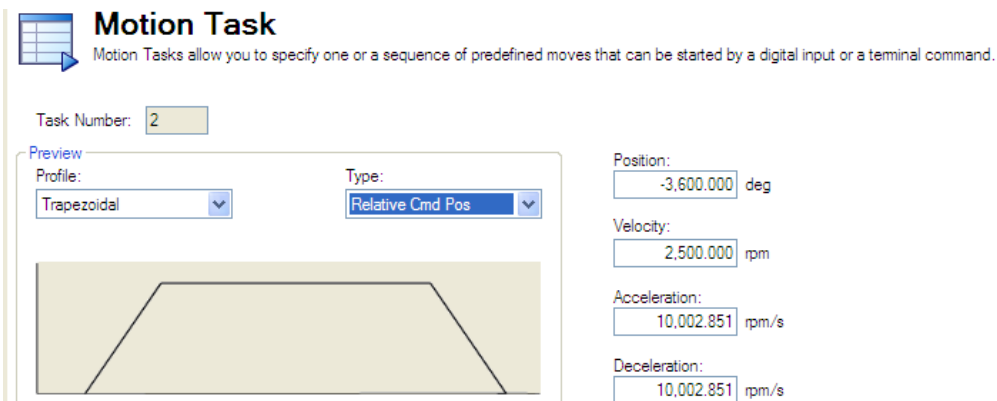 Motion Task
Motion Tasks allow you to specify one or a sequence of predefined moves that can be started by a digital input or a terminal command.
Task Number: 2
Preview
Profile: Type:
Trapezoidal Relative Cmd Pos
Position:
-3,600.000 deg
Velocity:
2,500.000 rpm
Acceleration:
10,002.851 rpm/s
Deceleration:
10,002.851 rpm/s